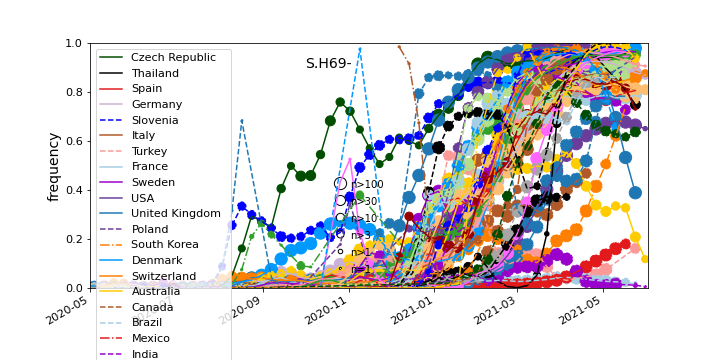 S.H69-
frequency
1.0
0.8
0.6
0.4
0.2
0.0
Czech Republic
Thailand
Spain
Germany
Slovenia
Italy
Turkey
France
Sweden
USA
United Kingdom
Poland
South Korea
Denmark
Switzerland
Australia
Canada
Brazil
Mexico
India
n>100
n>30
n>10
n>3
n>1
n=1
2020-05
2020-09
2020-11
2021-01
2021-03
2021-05